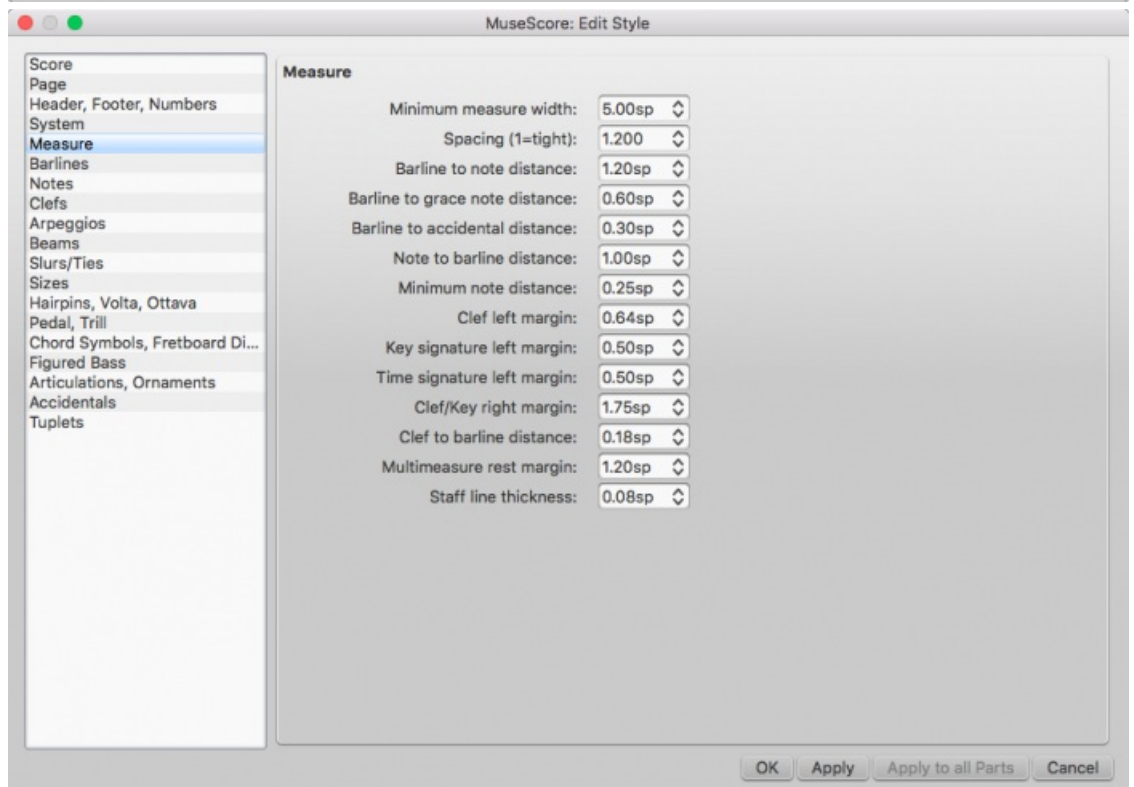 MuseScore: Edit Style
Score
Page
Header, Footer, Numbers
System
Measure
Barlines
Notes
Clefs
Arpeggios
Beams
Slurs/Ties
Sizes
Hairpins, Volta, Ottava
Pedal, Trill
Chord Symbols, Fretboard Di...
Figured Bass
Articulations, Ornaments
Accidentals
Tuplets
Measure
Minimum measure width: 5.00sp
Spacing (1=tight): 1.200
Barline to note distance: 1.20sp
Barline to grace note distance: 0.60sp
Barline to accidental distance: 0.30sp
Note to barline distance: 1.00sp
Minimum note distance: 0.25sp
Clef left margin: 0.64sp
Key signature left margin: 0.50sp
Time signature left margin: 0.50sp
Clef/Key right margin: 1.75sp
Clef to barline distance: 0.18sp
Multimeasure rest margin: 1.20sp
Staff line thickness: 0.08sp
OK Apply Apply to all Parts Cancel